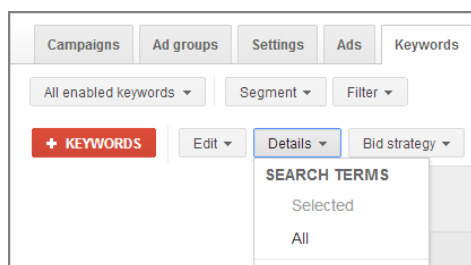 Campaigns Ad groups Settings Ads Keywords
All enabled keywords Segment Filter
+ KEYWORDS Edit Details Bid strategy
SEARCH TERMS
Selected
All